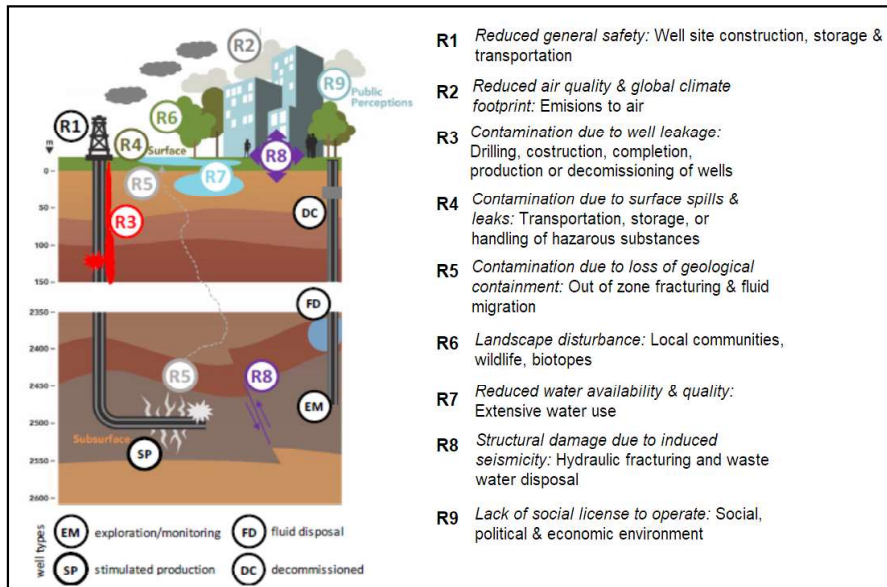 R2
R9
Public
Perceptions
R6
R1
R4
Surface
R8
m
0
R5
R7
50
DC
R3
100
150
FD
2350
2400
R5
R8
2450
EM
2500
Subsurface
SP
2550
2600
well types
EM exploration/monitoring
FD fluid disposal
SP stimulated production
DC decommissioned
R1 Reduced general safety: Well site construction, storage &
transportation
R2 Reduced air quality & global climate
footprint: Emisions to air
R3 Contamination due to well leakage:
Drilling, costruction, completion,
production or decomissioning of wells
R4 Contamination due to surface spills &
leaks: Transportation, storage, or
handling of hazarous substances
R5 Contamination due to loss of geological
containment: Out of zone fracturing & fluid
migration
R6 Landscape disturbance: Local communities,
wildlife, biotopes
R7 Reduced water availability & quality:
Extensive water use
R8 Structural damage due to induced
seismicity: Hydraulic fracturing and waste
water disposal
R9 Lack of social license to operate: Social,
political & economic environment